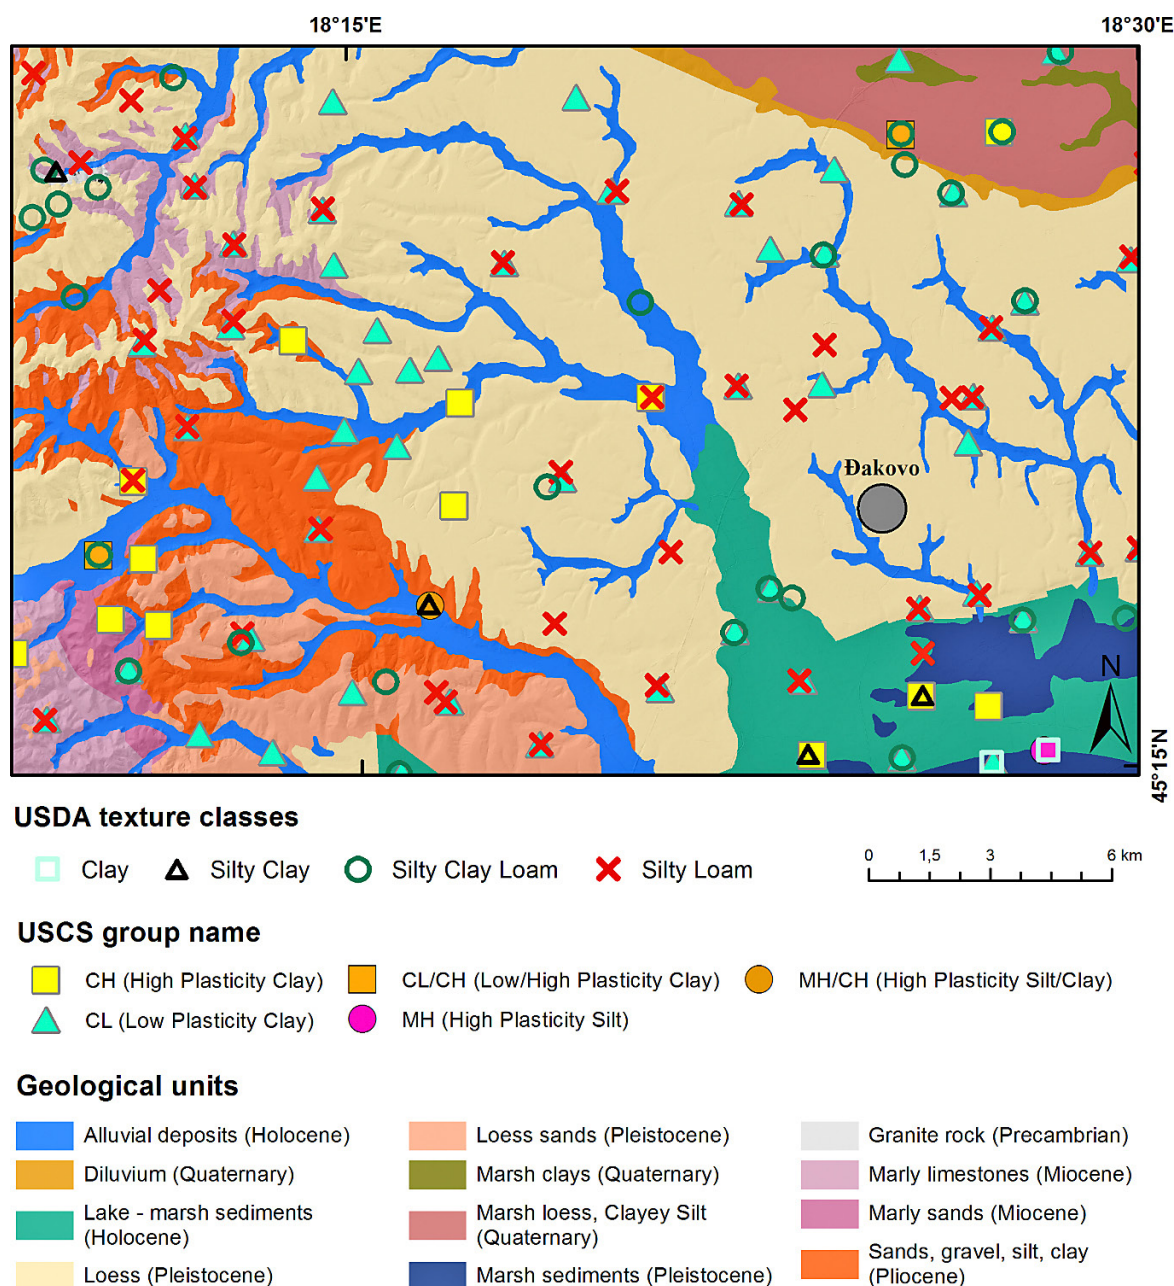 18°15'E
18°30'E
Đakovo
N
45°15'N
USDA texture classes
Clay
Silty Clay
Silty Clay Loam
Silty Loam
0 1,5 3 6 km
USCS group name
CH (High Plasticity Clay)
CL/CH (Low/High Plasticity Clay)
MH/CH (High Plasticity Silt/Clay)
CL (Low Plasticity Clay)
MH (High Plasticity Silt)
Geological units
Alluvial deposits (Holocene)
Diluvium (Quaternary)
Lake - marsh sediments
(Holocene)
Loess (Pleistocene)
Loess sands (Pleistocene)
Marsh clays (Quaternary)
Marsh loess, Clayey Silt
(Quaternary)
Marsh sediments (Pleistocene)
Granite rock (Precambrian)
Marly limestones (Miocene)
Marly sands (Miocene)
Sands, gravel, silt, clay
(Pliocene)